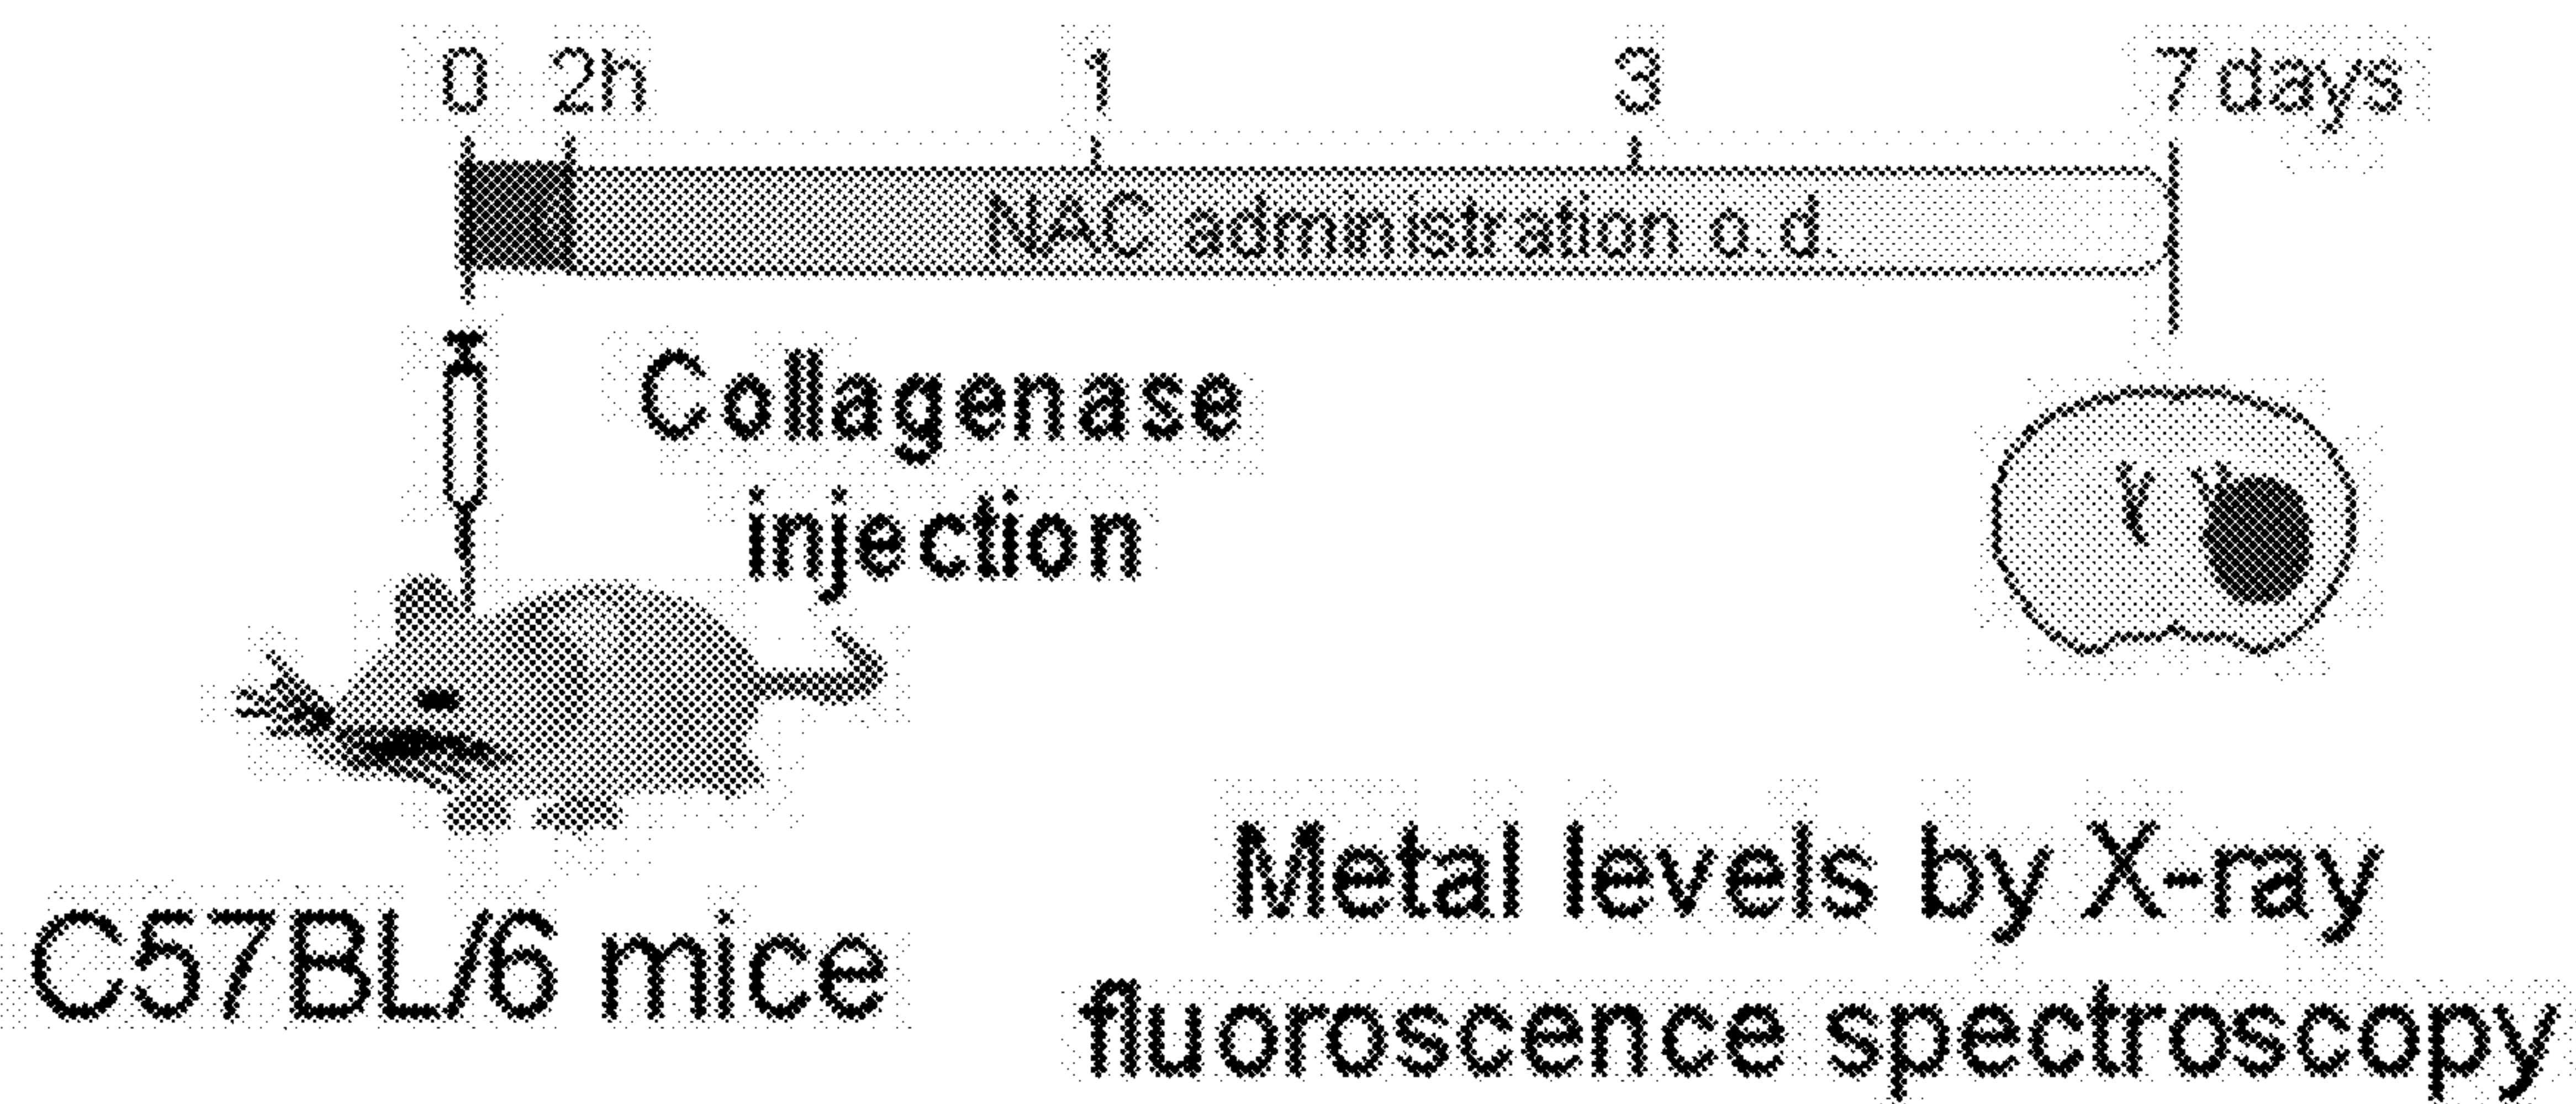 0 2h 1 3 7 days
NAC administration o.d.
Collagenase
injection
C57BL/6 mice
Metal levels by X-ray
fluoroscence spectroscopy